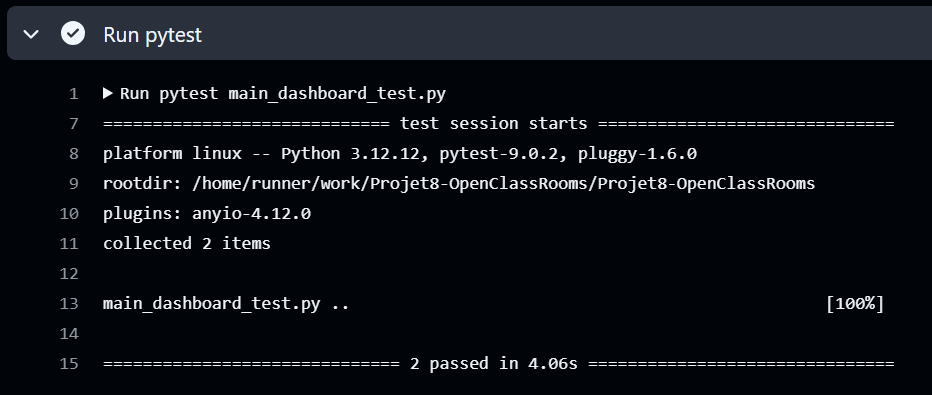 Run pytest
1 Run pytest main_dashboard_test.py
7 ============================= test session starts ==============================
8 platform linux -- Python 3.12.12, pytest-9.0.2, pluggy-1.6.0
9 rootdir: /home/runner/work/Projet8-OpenClassRooms/Projet8-OpenClassRooms
10 plugins: anyio-4.12.0
11 collected 2 items
12
13 main_dashboard_test.py .. [100%]
14
15 ============================== 2 passed in 4.06s ===============================